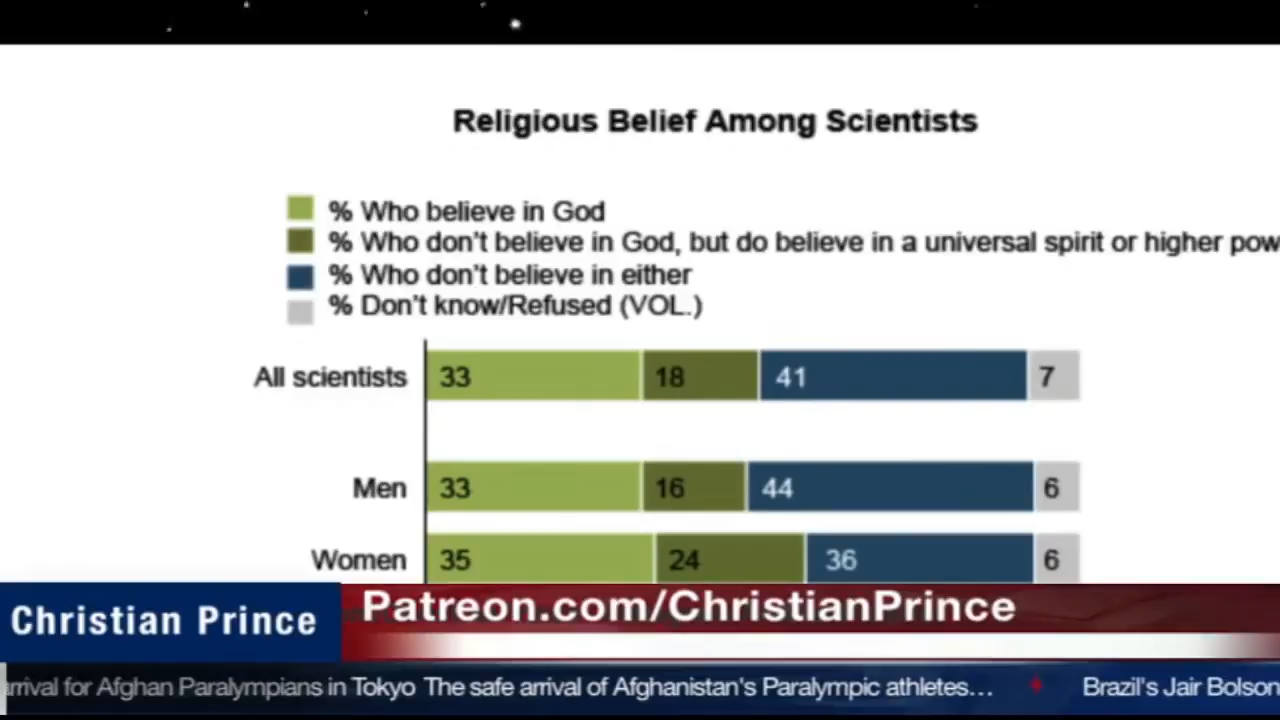 Religious Belief Among Scientists
% Who believe in God
% Who don't believe in God, but do believe in a universal spirit or higher pow
% Who don't believe in either
% Don't know/Refused (VOL.)
All scientists 33 18 41 7
Men 33 16 44 6
Women 35 24 36 6
Christian Prince Patreon.com/ChristianPrince
arrival for Afghan Paralympians in Tokyo The safe arrival of Afghanistan's Paralympic athletes... Brazil's Jair Bolson